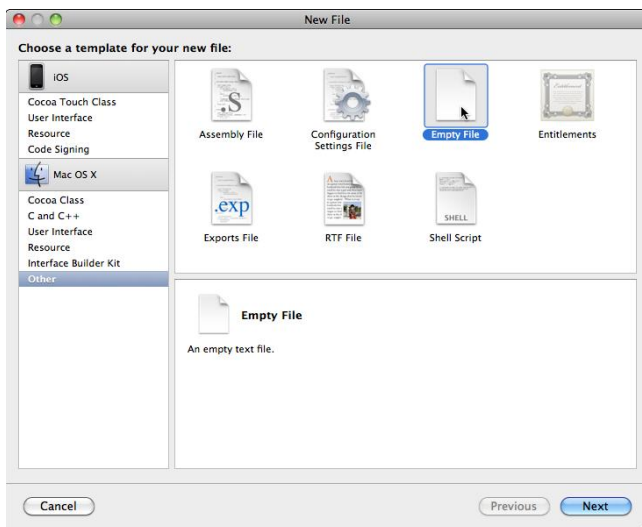 New File
Choose a template for your new file:
iOS
Cocoa Touch Class
User Interface
Resource
Code Signing
Mac OS X
Cocoa Class
C and C++
User Interface
Resource
Interface Builder Kit
Other
.S
Assembly File
Configuration
Settings File
Empty File
Entitlements
.exp
Exports File
RTF File
SHELL
Shell Script
Empty File
An empty text file.
Cancel
Previous
Next